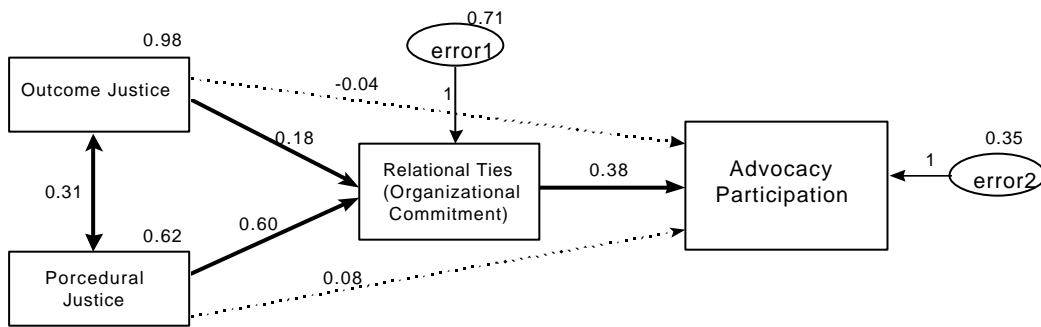 0.71
0.98
error1
Outcome Justice
-0.04
1
0.18
0.35
Relational Ties
(Organizational
Commitment)
0.38
Advocacy
Participation
1
error2
0.31
0.62
0.60
Porcedural
Justice
0.08